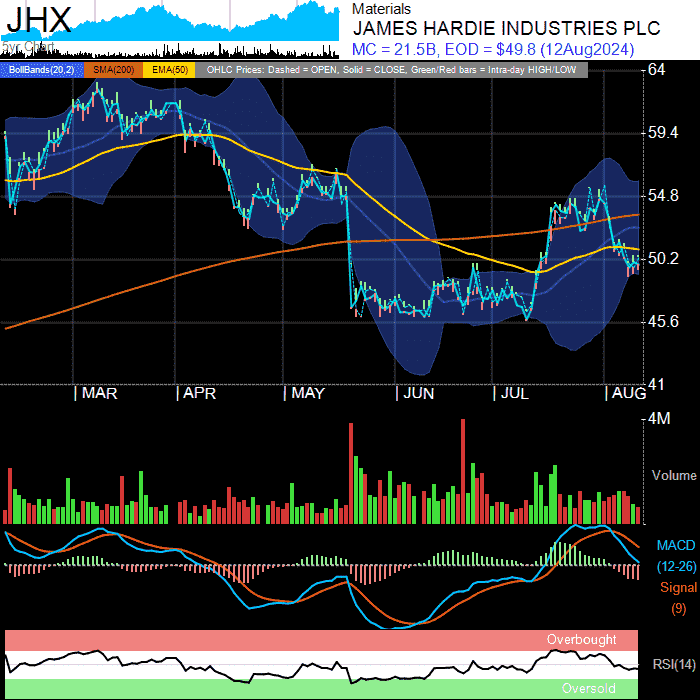 JHX
5yr Chart
Materials
JAMES HARDIE INDUSTRIES PLC
MC = 21.5B, EOD = $49.8 (12Aug2024)
BollBands(20,2) SMA(200) EMA(50) OHLC Prices: Dashed = OPEN, Solid = CLOSE, Green/Red bars = Intra-day HIGH/LOW
64
59.4
54.8
50.2
45.6
41
MAR APR MAY JUN JUL AUG
4M
Volume
MACD
(12-26)
Signal
(9)
Overbought
RSI(14)
Oversold